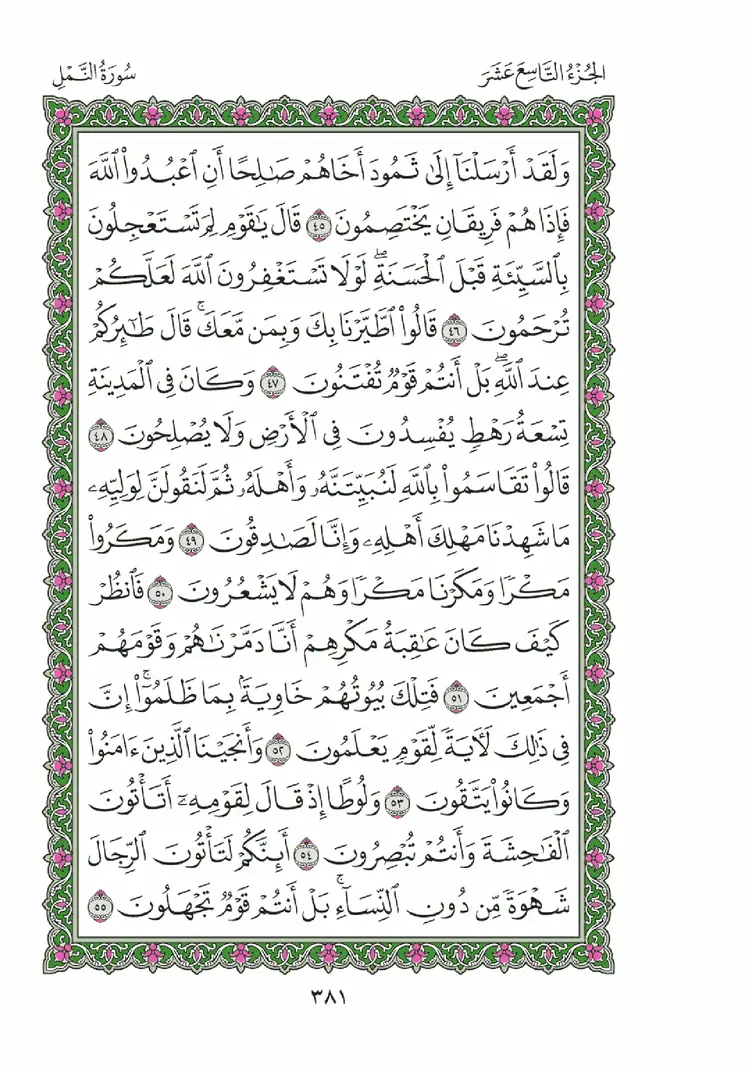 الجُزْءُ التَّاسِعَ عَشَرَ
سُورَةُ النَّمْلِ
وَلَقَدْ أَرْسَلْنَآ إِلَىٰ ثَمُودَ أَخَاهُمْ صَٰلِحًا أَنِ ٱعْبُدُوا۟ ٱللَّهَ
فَإِذَا هُمْ فَرِيقَانِ يَخْتَصِمُونَ ٤٥ قَالَ يَٰقَوْمِ لِمَ تَسْتَعْجِلُونَ
بِٱلسَّيِّئَةِ قَبْلَ ٱلْحَسَنَةِ ۖ لَوْلَا تَسْتَغْفِرُونَ ٱللَّهَ لَعَلَّكُمْ
تُرْحَمُونَ ٤٦ قَالُوا۟ ٱطَّيَّرْنَا بِكَ وَبِمَن مَّعَكَ ۚ قَالَ طَٰٓئِرُكُمْ
عِندَ ٱللَّهِ ۖ بَلْ أَنتُمْ قَوْمٌ تُفْتَنُونَ ٤٧ وَكَانَ فِى ٱلْمَدِينَةِ
تِسْعَةُ رَهْطٍ يُفْسِدُونَ فِى ٱلْأَرْضِ وَلَا يُصْلِحُونَ ٤٨
قَالُوا۟ تَقَاسَمُوا۟ بِٱللَّهِ لَنُبَيِّتَنَّهُۥ وَأَهْلَهُۥ ثُمَّ لَنَقُولَنَّ لِوَلِيِّهِۦ
مَا شَهِدْنَا مَهْلِكَ أَهْلِهِۦ وَإِنَّا لَصَٰدِقُونَ ٤٩ وَمَكَرُوا۟
مَكْرًا وَمَكَرْنَا مَكْرًا وَهُمْ لَا يَشْعُرُونَ ٥٠ فَٱنظُرْ
كَيْفَ كَانَ عَٰقِبَةُ مَكْرِهِمْ أَنَّا دَمَّرْنَٰهُمْ وَقَوْمَهُمْ
أَجْمَعِينَ ٥١ فَتِلْكَ بُيُوتُهُمْ خَاوِيَةًۢ بِمَا ظَلَمُوٓا۟ ۗ إِنَّ
فِى ذَٰلِكَ لَـَٔايَةً لِّقَوْمٍ يَعْلَمُونَ ٥٢ وَأَنجَيْنَا ٱلَّذِينَ ءَامَنُوا۟
وَكَانُوا۟ يَتَّقُونَ ٥٣ وَلُوطًا إِذْ قَالَ لِقَوْمِهِۦٓ أَتَأْتُونَ
ٱلْفَٰحِشَةَ وَأَنتُمْ تُبْصِرُونَ ٥٤ أَئِنَّكُمْ لَتَأْتُونَ ٱلرِّجَالَ
شَهْوَةً مِّن دُونِ ٱلنِّسَآءِ ۚ بَلْ أَنتُمْ قَوْمٌ تَجْهَلُونَ ٥٥
٣٨١